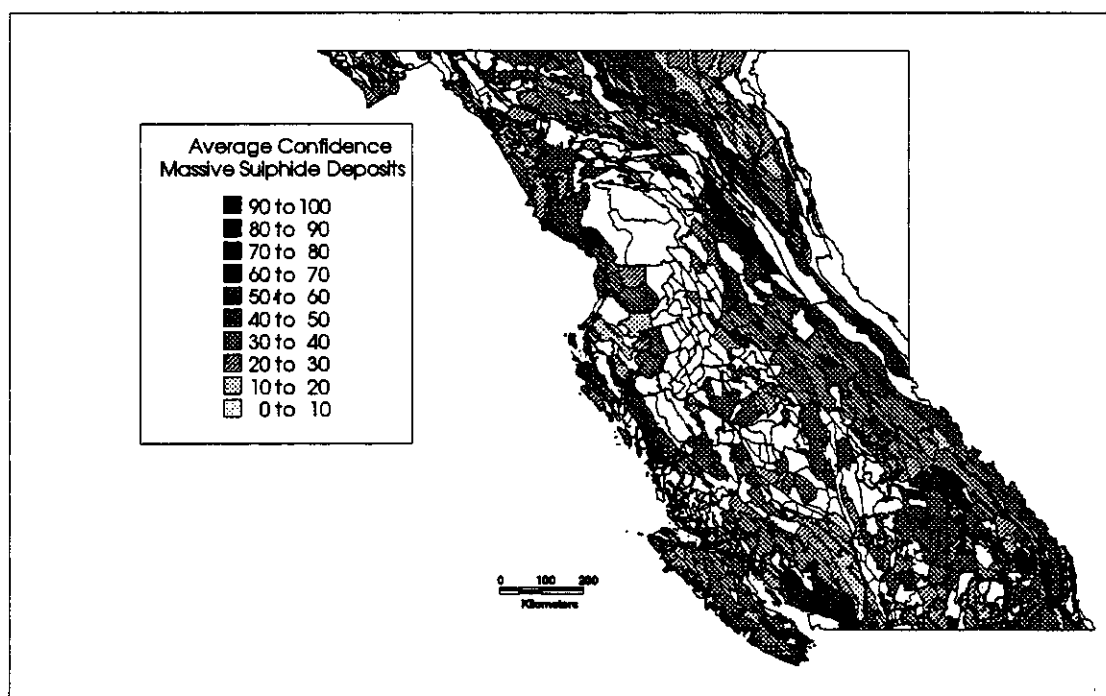 Average Confidence
Massive Sulphide Deposits
90 to 100
80 to 90
70 to 80
60 to 70
50 to 60
40 to 50
30 to 40
20 to 30
10 to 20
0 to 10
0 100 200
Kilometers